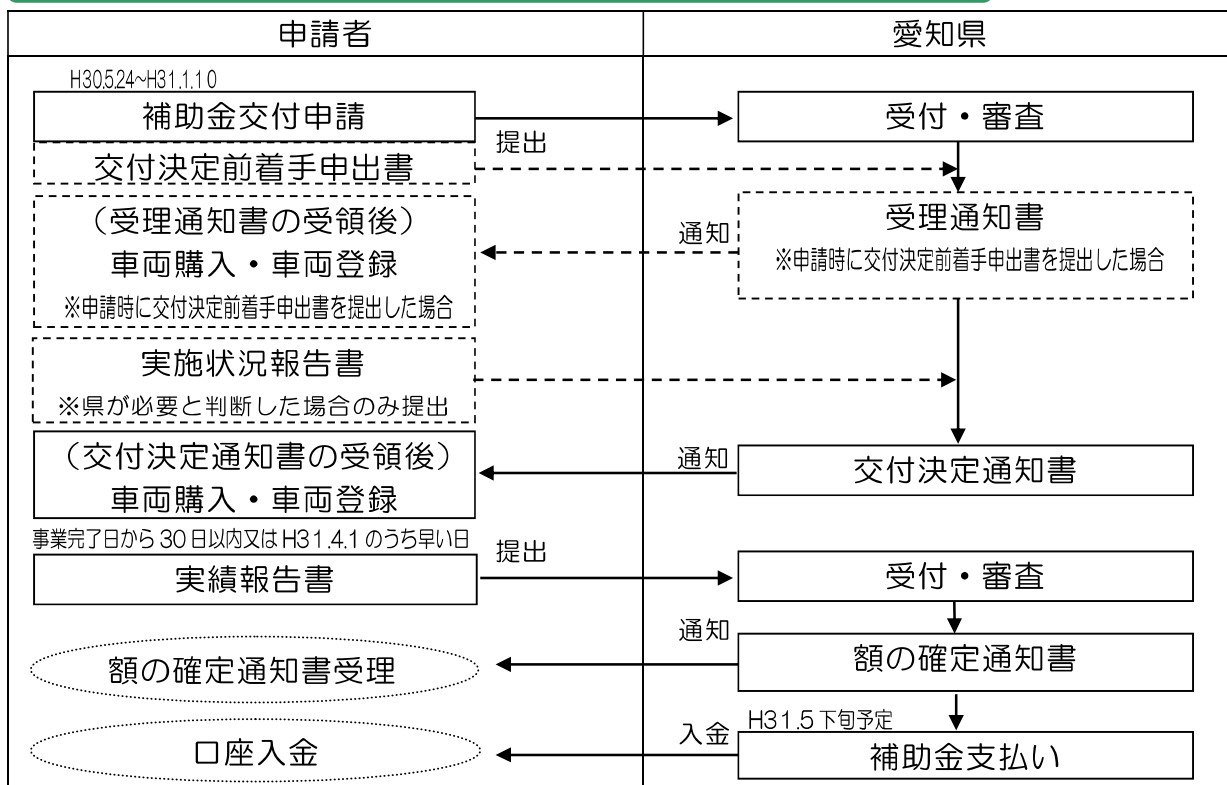 申請者
愛知県
H30.5.24~H31.1.10
補助金交付申請
提出
受付・審査
交付決定前着手申出書
(受理通知書の受領後)
車両購入・車両登録
※申請時に交付決定前着手申出書を提出した場合
通知
受理通知書
※申請時に交付決定前着手申出書を提出した場合
実施状況報告書
※県が必要と判断した場合のみ提出
(交付決定通知書の受領後)
車両購入・車両登録
通知
交付決定通知書
事業完了日から30日以内又はH31.4.1のうち早い日
実績報告書
提出
受付・審査
額の確定通知書受理
通知
額の確定通知書
口座入金
入金
H31.5下旬予定
補助金支払い